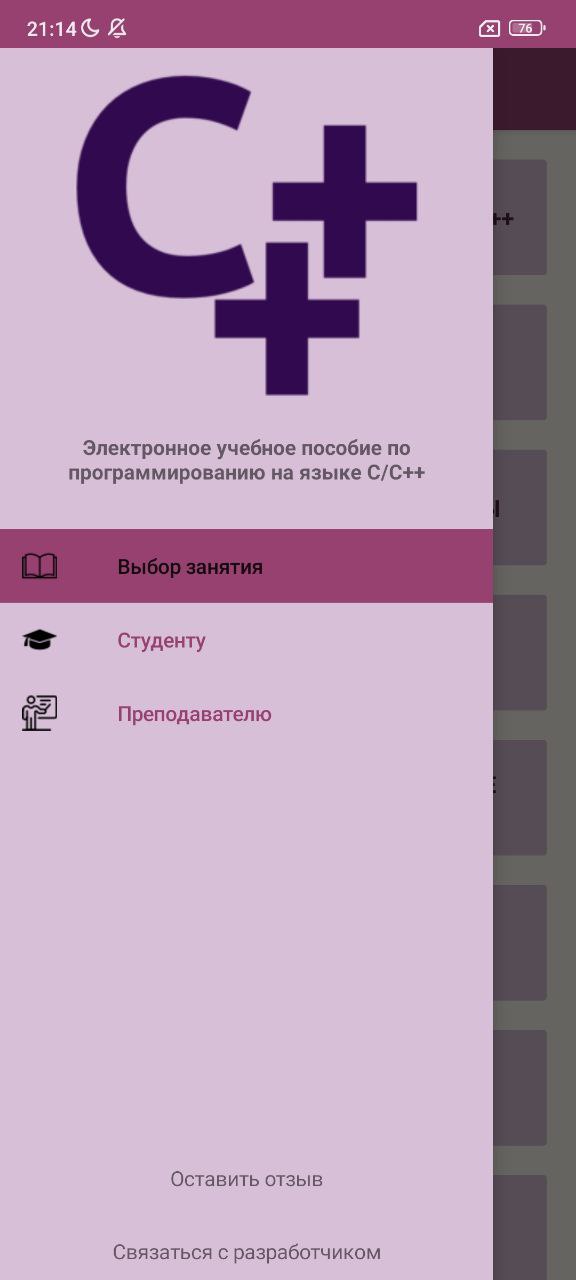 21:14
76
C++
++
Электронное учебное пособие по
программированию на языке C/C++
Выбор занятия
Студенту
Преподавателю
Оставить отзыв
Связаться с разработчиком